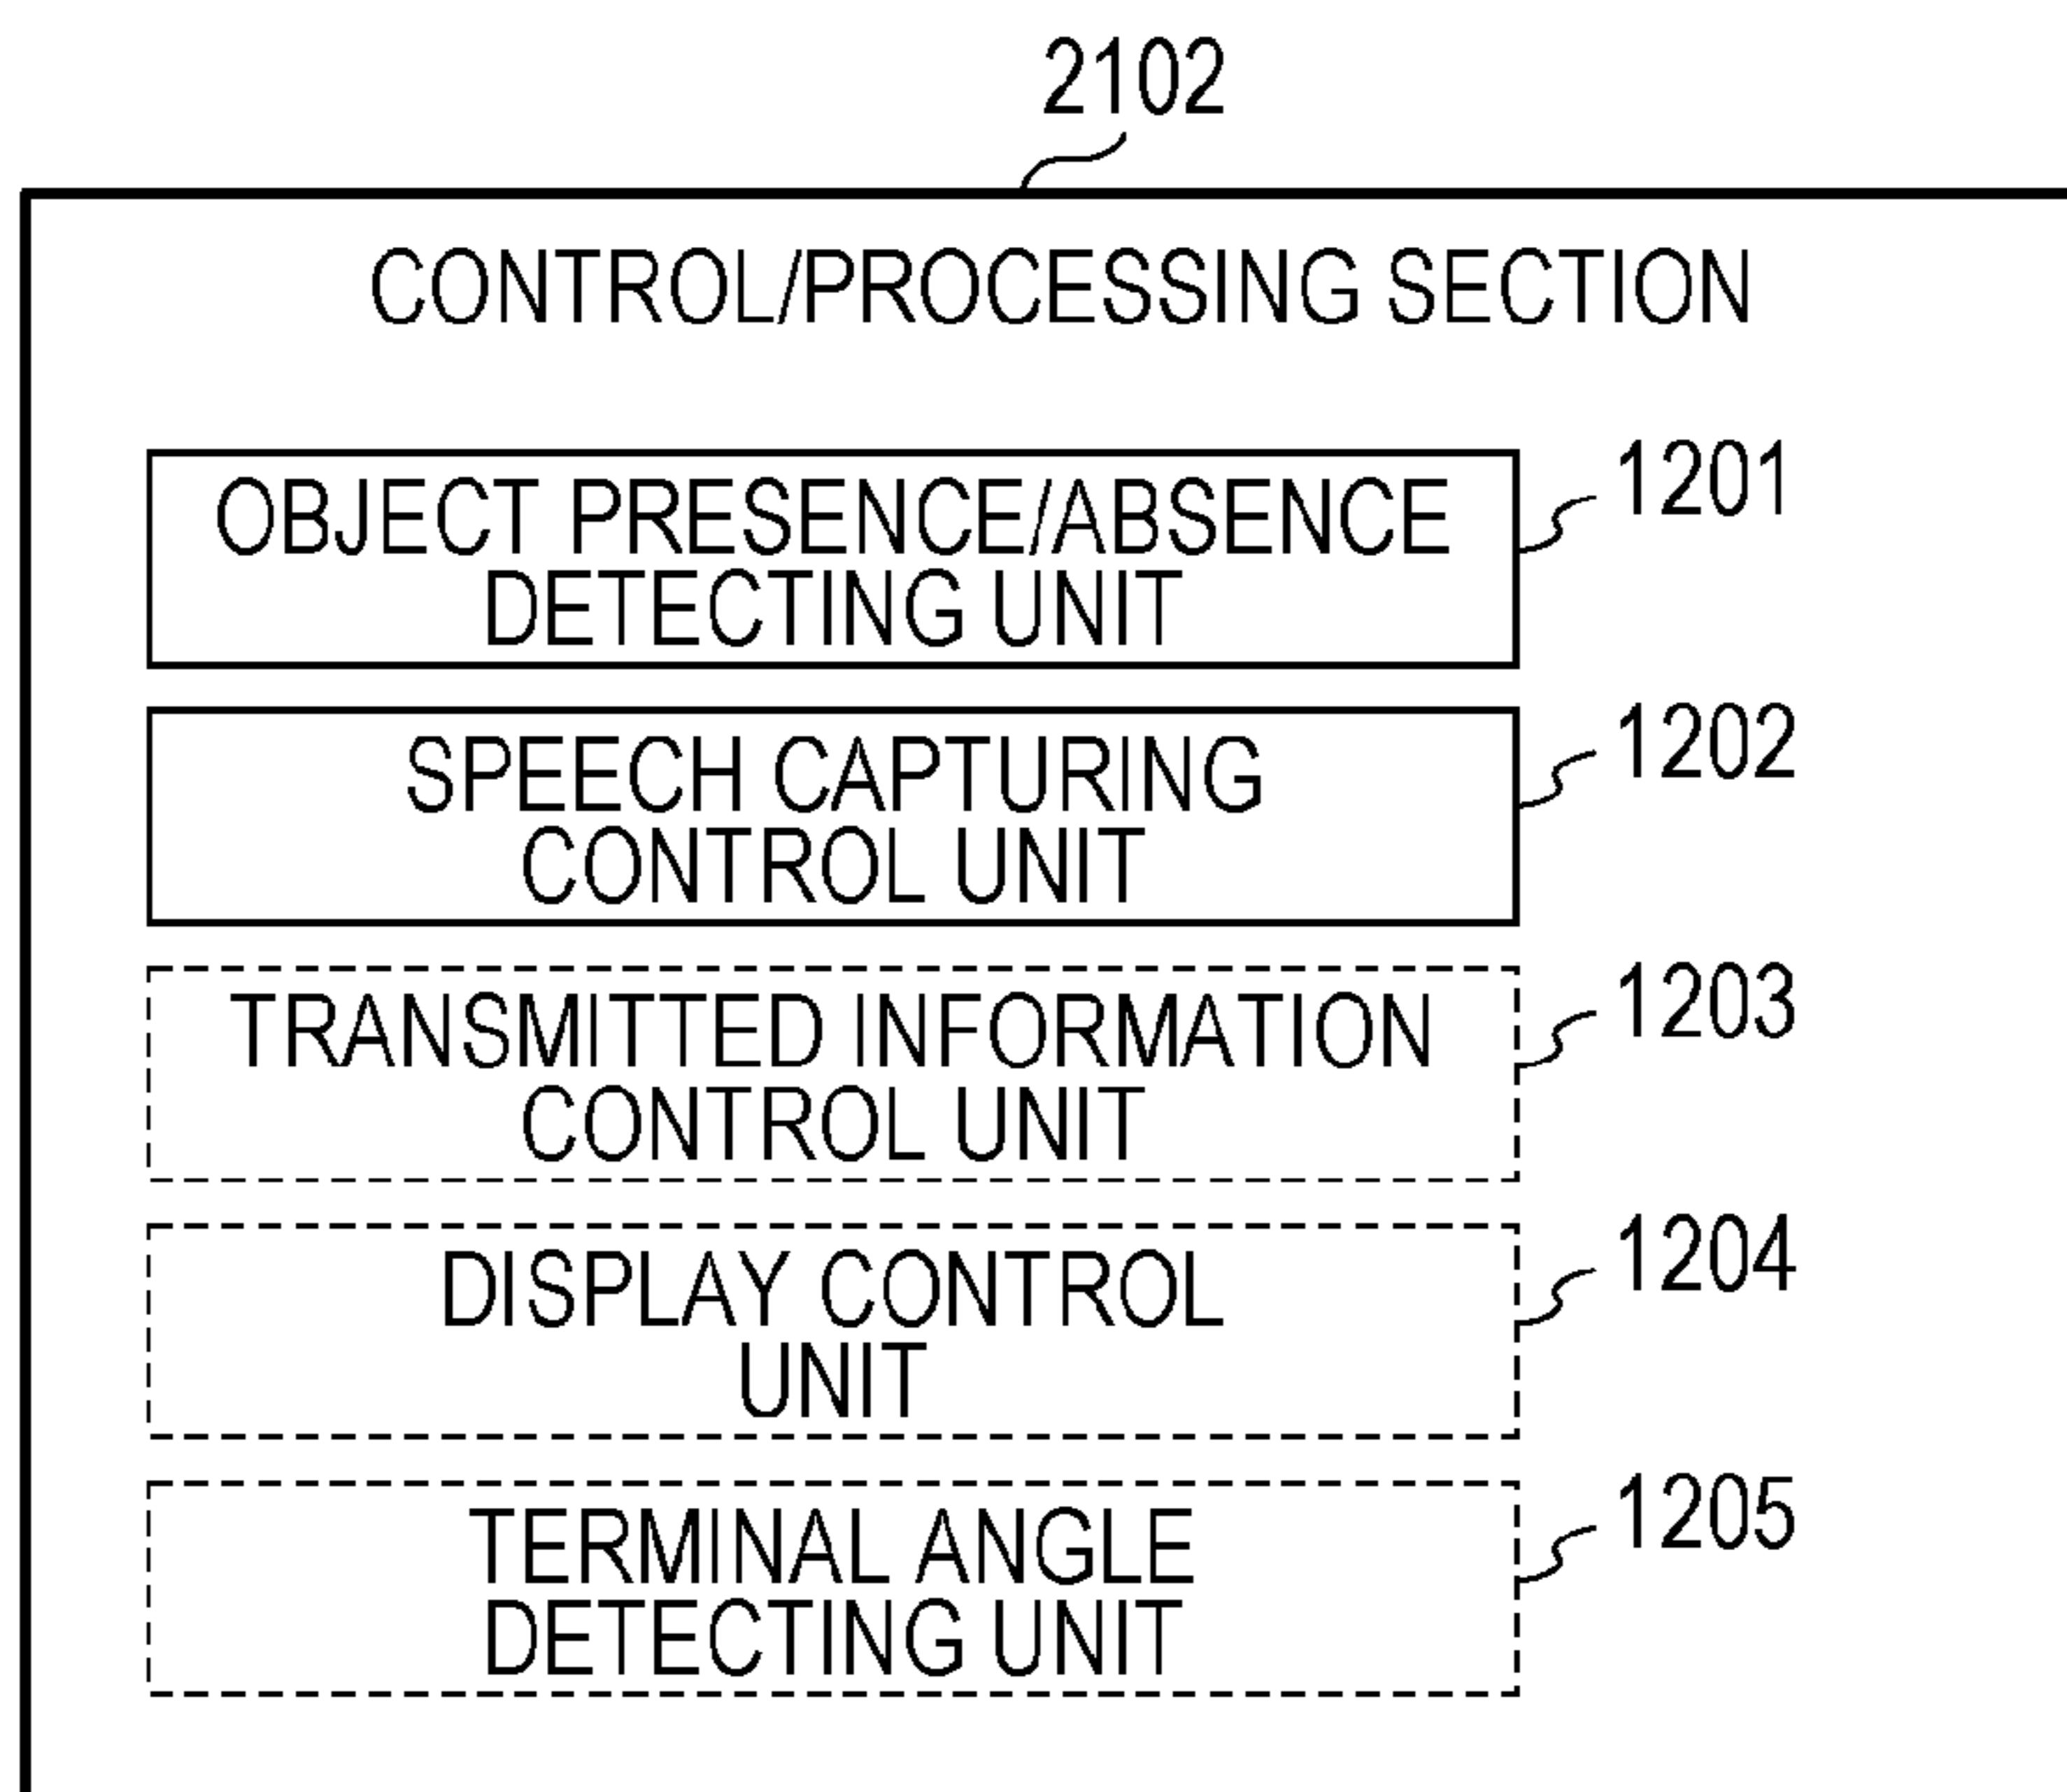 2102
CONTROL/PROCESSING SECTION
OBJECT PRESENCE/ABSENCE
DETECTING UNIT
1201
SPEECH CAPTURING
CONTROL UNIT
1202
TRANSMITTED INFORMATION
CONTROL UNIT
1203
DISPLAY CONTROL
UNIT
1204
TERMINAL ANGLE
DETECTING UNIT
1205